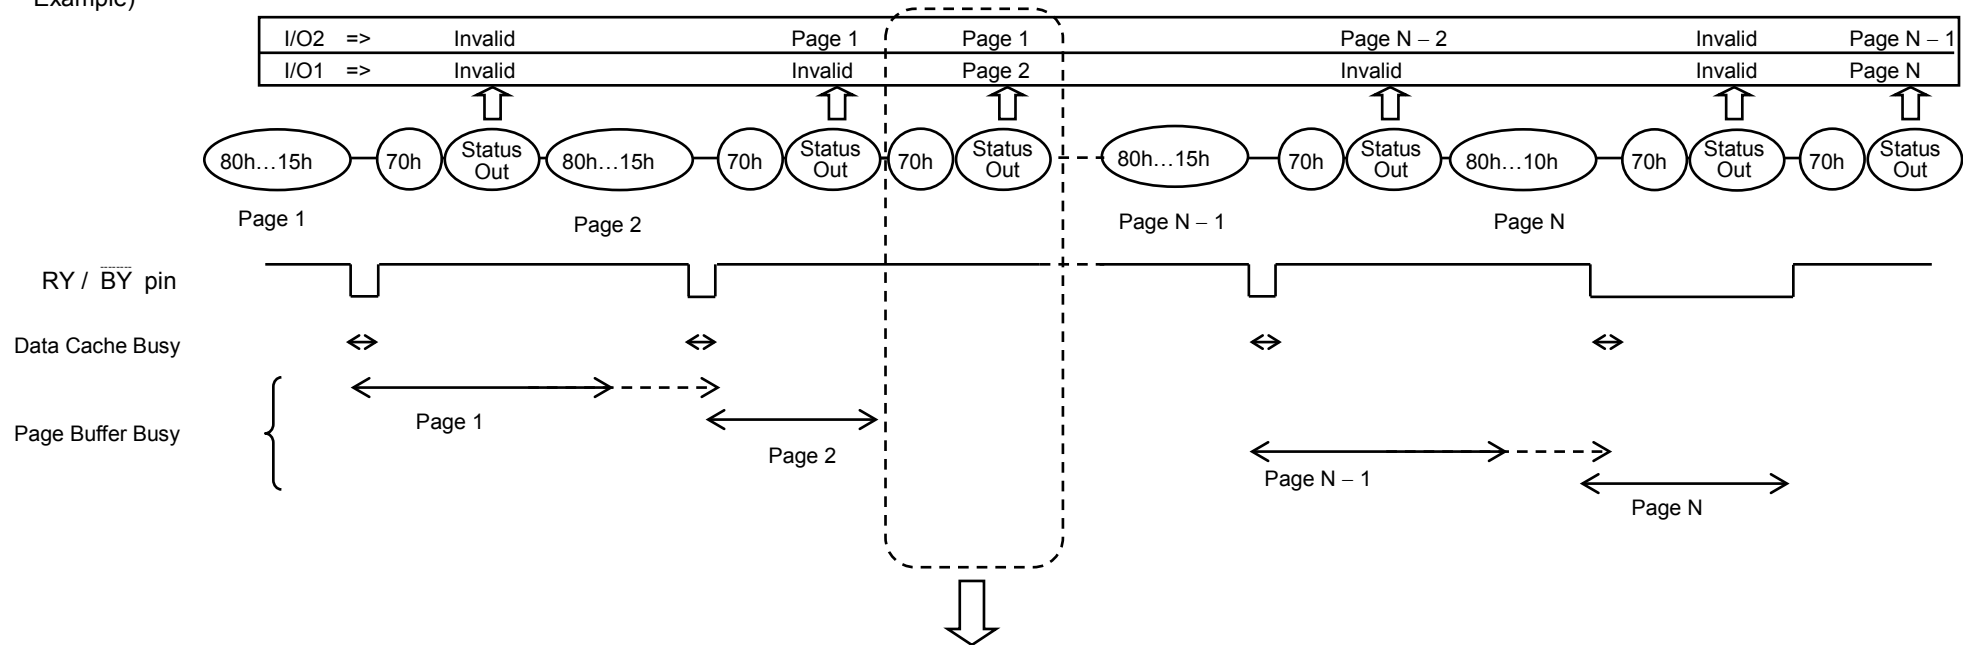 Example)
I/O2 => Invalid Page 1 Page 1 Page N – 2 Invalid Page N – 1
I/O1 => Invalid Invalid Page 2 Invalid Invalid Page N
80h…15h 70h Status Out 80h…15h 70h Status Out 70h Status Out 80h…15h 70h Status Out 80h…10h 70h Status Out 70h Status Out
Page 1 Page 2 Page N – 1 Page N
RY / BY pin
Data Cache Busy
Page 1
Page Buffer Busy
Page 2
Page N – 1
Page N